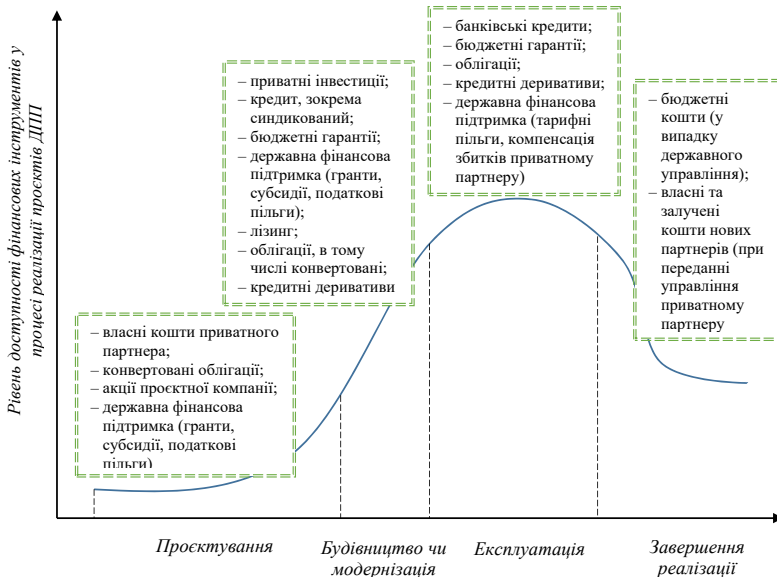 Рівень доступності фінансових інструментів у
процесі реалізації проєктів ДПП
– власні кошти приватного
партнера;
– конвертовані облігації;
– акції проєктної компанії;
– державна фінансова
підтримка (гранти,
субсидії, податкові
пільги)
– приватні інвестиції;
– кредит, зокрема
синдикований;
– бюджетні гарантії;
– державна фінансова
підтримка (гранти,
субсидії, податкові
пільги);
– лізинг;
– облігації, в тому
числі конвертовані;
– кредитні деривативи
– банківські кредити;
– бюджетні гарантії;
– облігації;
– кредитні деривативи;
– державна фінансова
підтримка (тарифні
пільги, компенсація
збитків приватному
партнеру)
– бюджетні
кошти (у
випадку
державного
управління);
– власні та
залучені
кошти нових
партнерів (при
переданні
управління
приватному
партнеру
Проєктування
Будівництво чи
модернізація
Експлуатація
Завершення
реалізації